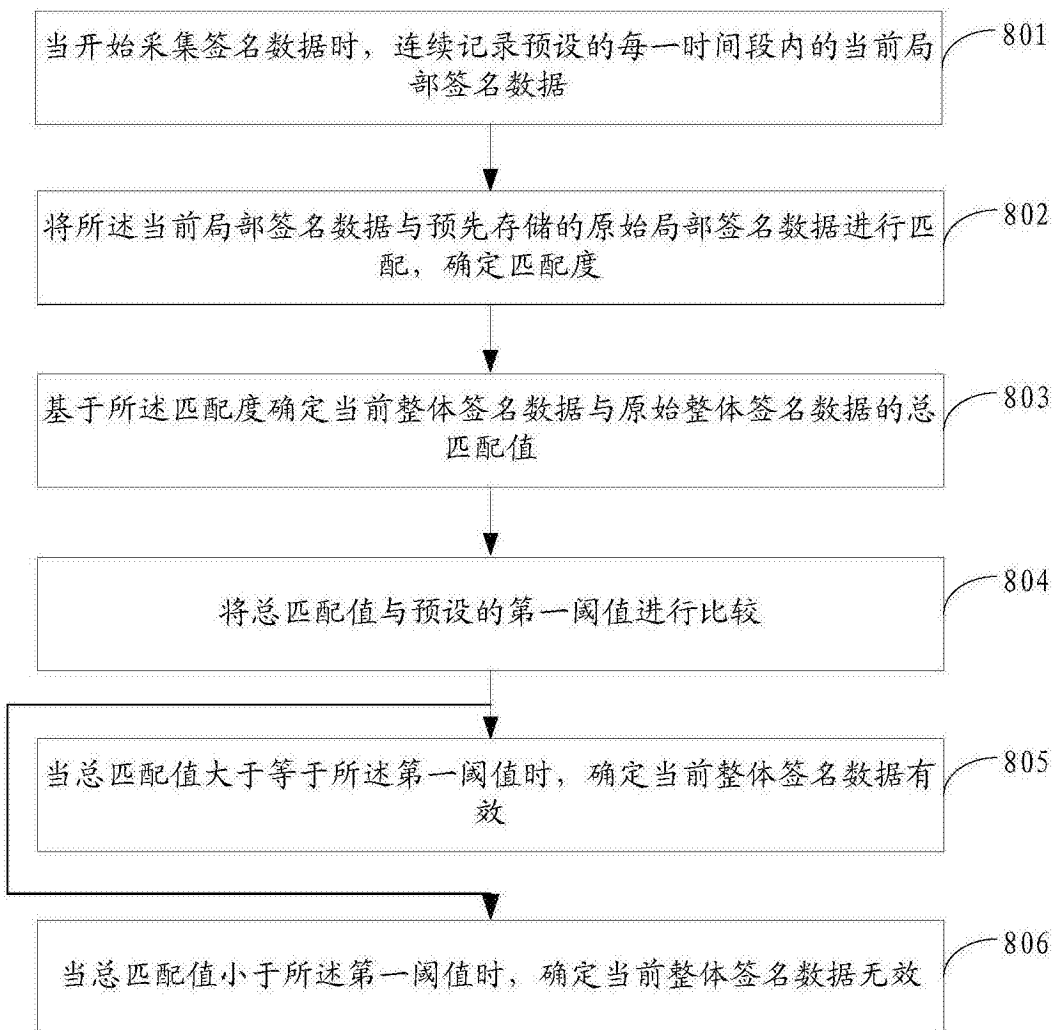 当开始采集签名数据时，连续记录预设的每一时间段内的当前局
部签名数据
801
将所述当前局部签名数据与预先存储的原始局部签名数据进行匹
配，确定匹配度
802
基于所述匹配度确定当前整体签名数据与原始整体签名数据的总
匹配值
803
将总匹配值与预设的第一阈值进行比较
804
当总匹配值大于等于所述第一阈值时，确定当前整体签名数据有
效
805
当总匹配值小于所述第一阈值时，确定当前整体签名数据无效
806